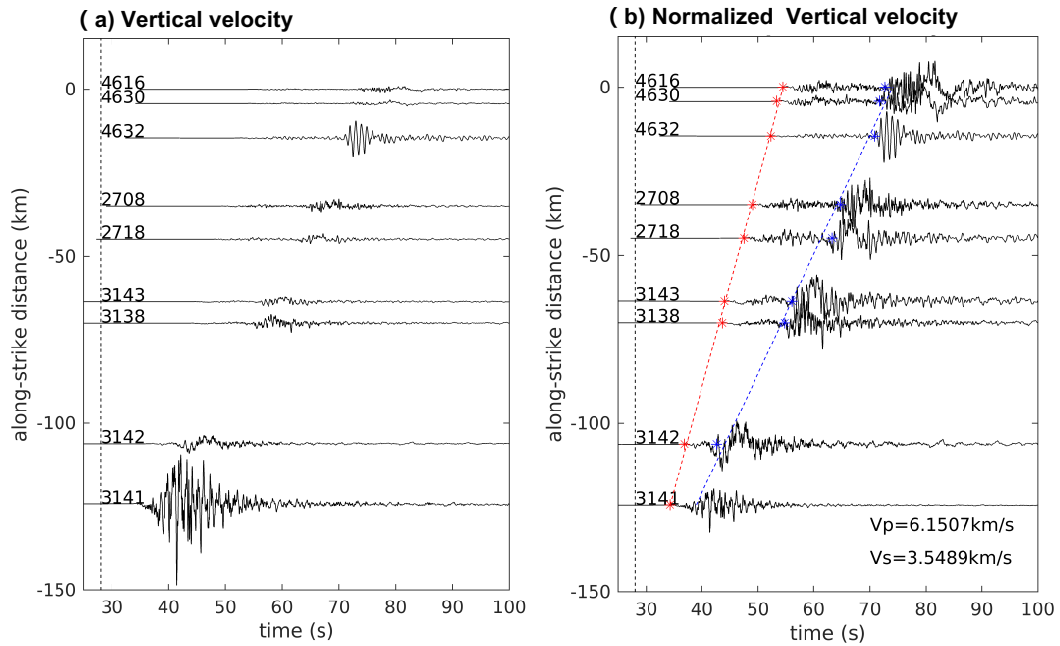 ( a) Vertical velocity
along-strike distance (km)
0
-50
-100
-150
4616
4630
4632
2708
2718
3143
3138
3142
3141
30 40 50 60 70 80 90 100
time (s)
( b) Normalized Vertical velocity
along-strike distance (km)
0
-50
-100
-150
4616
4630
4632
2708
2718
3143
3138
3142
3141
Vp=6.1507km/s
Vs=3.5489km/s
30 40 50 60 70 80 90 100
time (s)